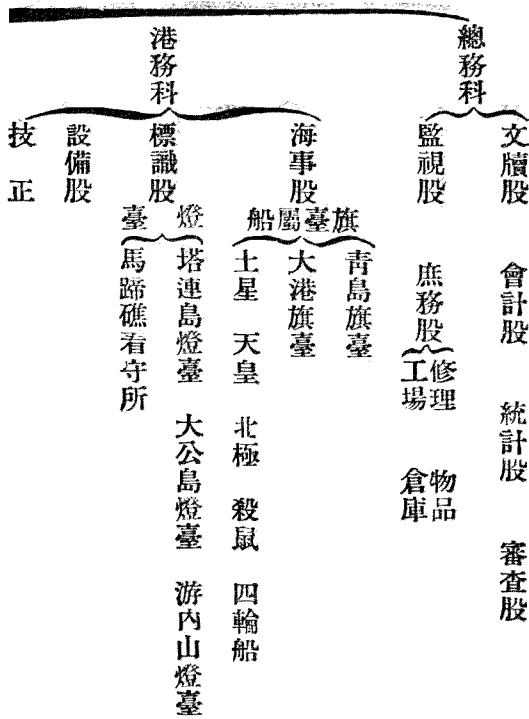 總務科
文牘股 會計股 統計股 審查股
監視股 庶務股
修理 物品
工場 倉庫
港務科
海事股
旗臺屬船
青島旗臺
大港旗臺
土星 天皇 北極 殺鼠 四輪船
標識股
燈臺
塔連島燈臺 大公島燈臺 游內山燈臺
馬蹄礁看守所
設備股
技正